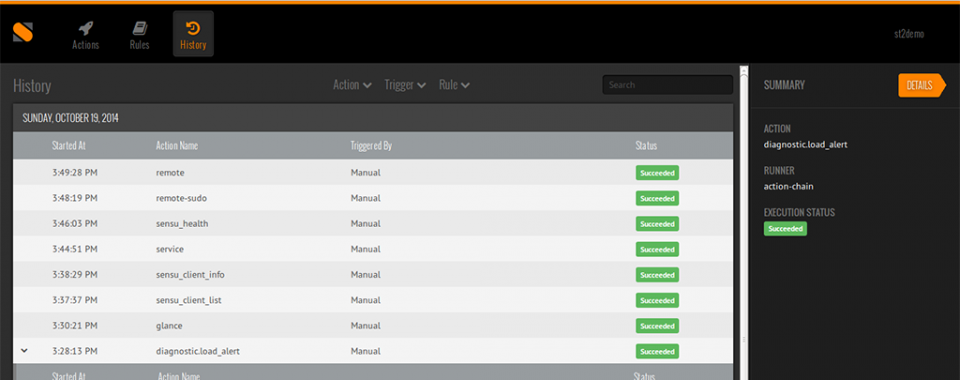 Actions Rules History st2demo
History Action Trigger Rule Search
SUNDAY, OCTOBER 19, 2014
Started At Action Name Triggered By Status
3:49:28 PM remote Manual Succeeded
3:48:19 PM remote-sudo Manual Succeeded
3:46:03 PM sensu_health Manual Succeeded
3:44:51 PM service Manual Succeeded
3:38:29 PM sensu_client_info Manual Succeeded
3:37:37 PM sensu_client_list Manual Succeeded
3:30:21 PM glance Manual Succeeded
3:28:13 PM diagnostic.load_alert Manual Succeeded
Started At Action Name Status
SUMMARY DETAILS
ACTION
diagnostic.load_alert
RUNNER
action-chain
EXECUTION STATUS
Succeeded